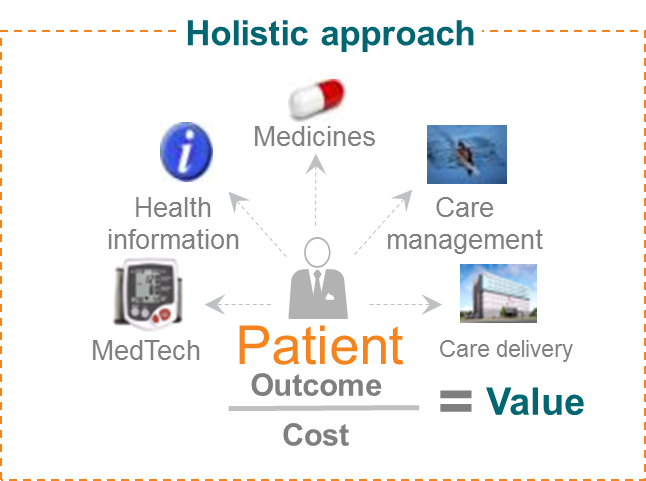 Holistic approach
Medicines
i
Health
information
Care
management
MedTech
Care delivery
Patient
Outcome
= Value
Cost